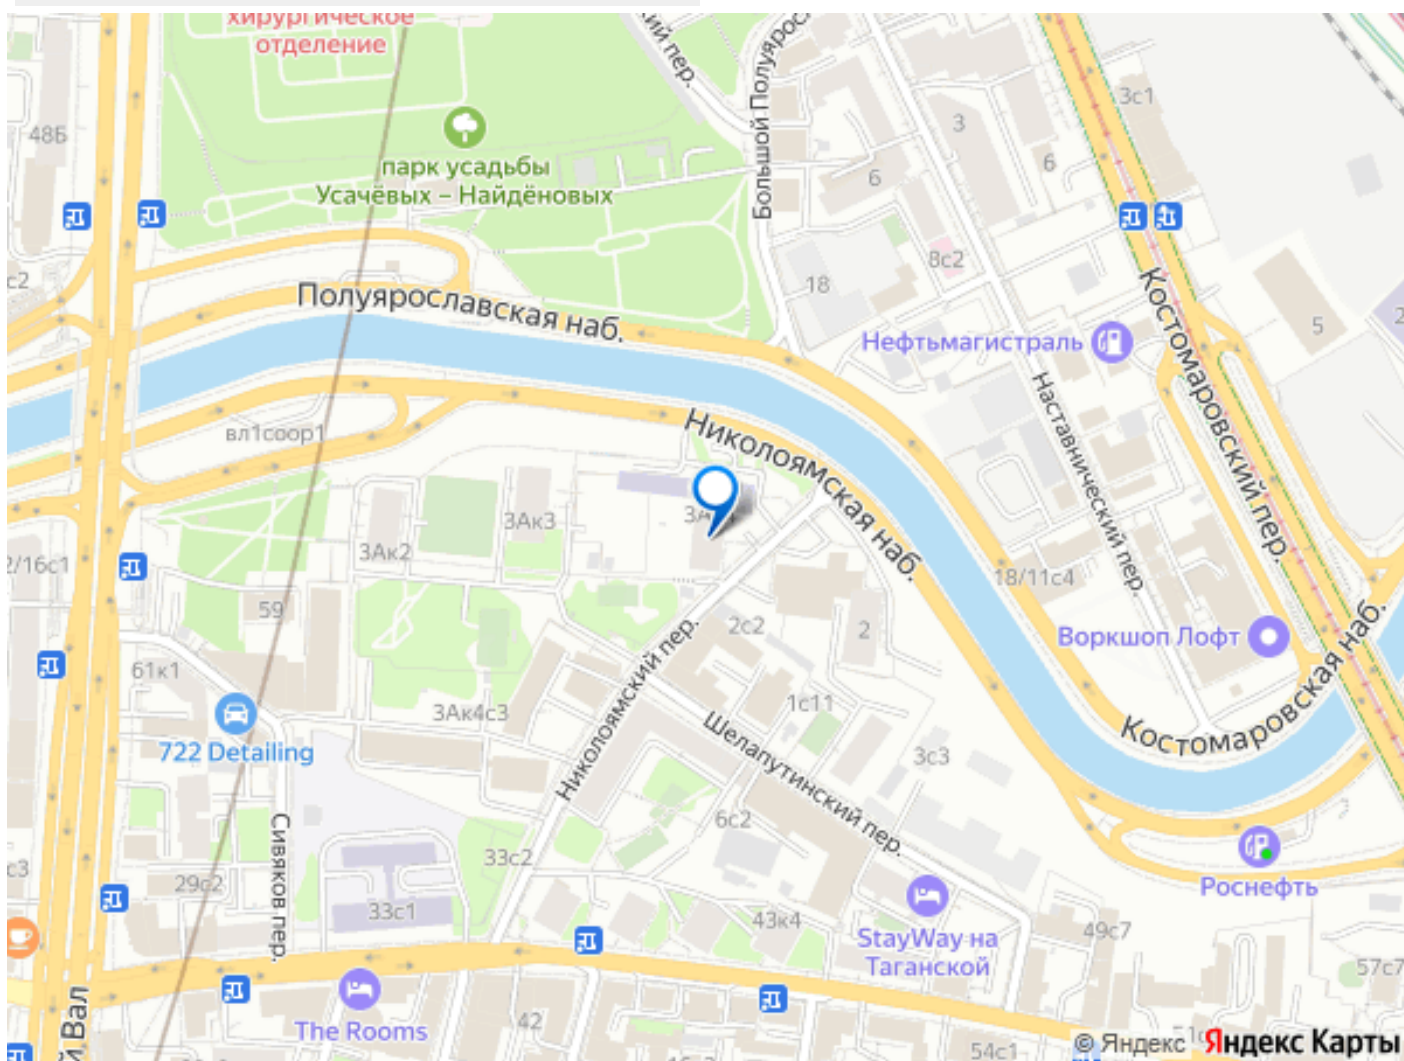 хирургическое
отделение
48Б
парк усадьбы
Усачёвых – Найдёновых
кий пер.
Большой Полуярос
3с1
3
6
6
8с2
18
с2
Полуярославская наб.
Нефтьмагистраль
5
2
Костомаровский пер.
Наставнический пер.
вл1соор1
Николоямская наб.
3Ак3
3Ак2
2/16с1
59
18/11с4
2с2
2
Воркшоп Лофт
61к1
3Ак4с3
Николоямский пер.
1с11
Шелапутинский пер.
3с3
Костомаровская наб.
722 Detailing
Сивяков пер.
6с2
33с2
с3
29с2
33с1
43к4
Роснефть
49с7
StayWay на
Таганской
57с7
й Вал
The Rooms
42
54с1
© Яндекс Яндекс Карты